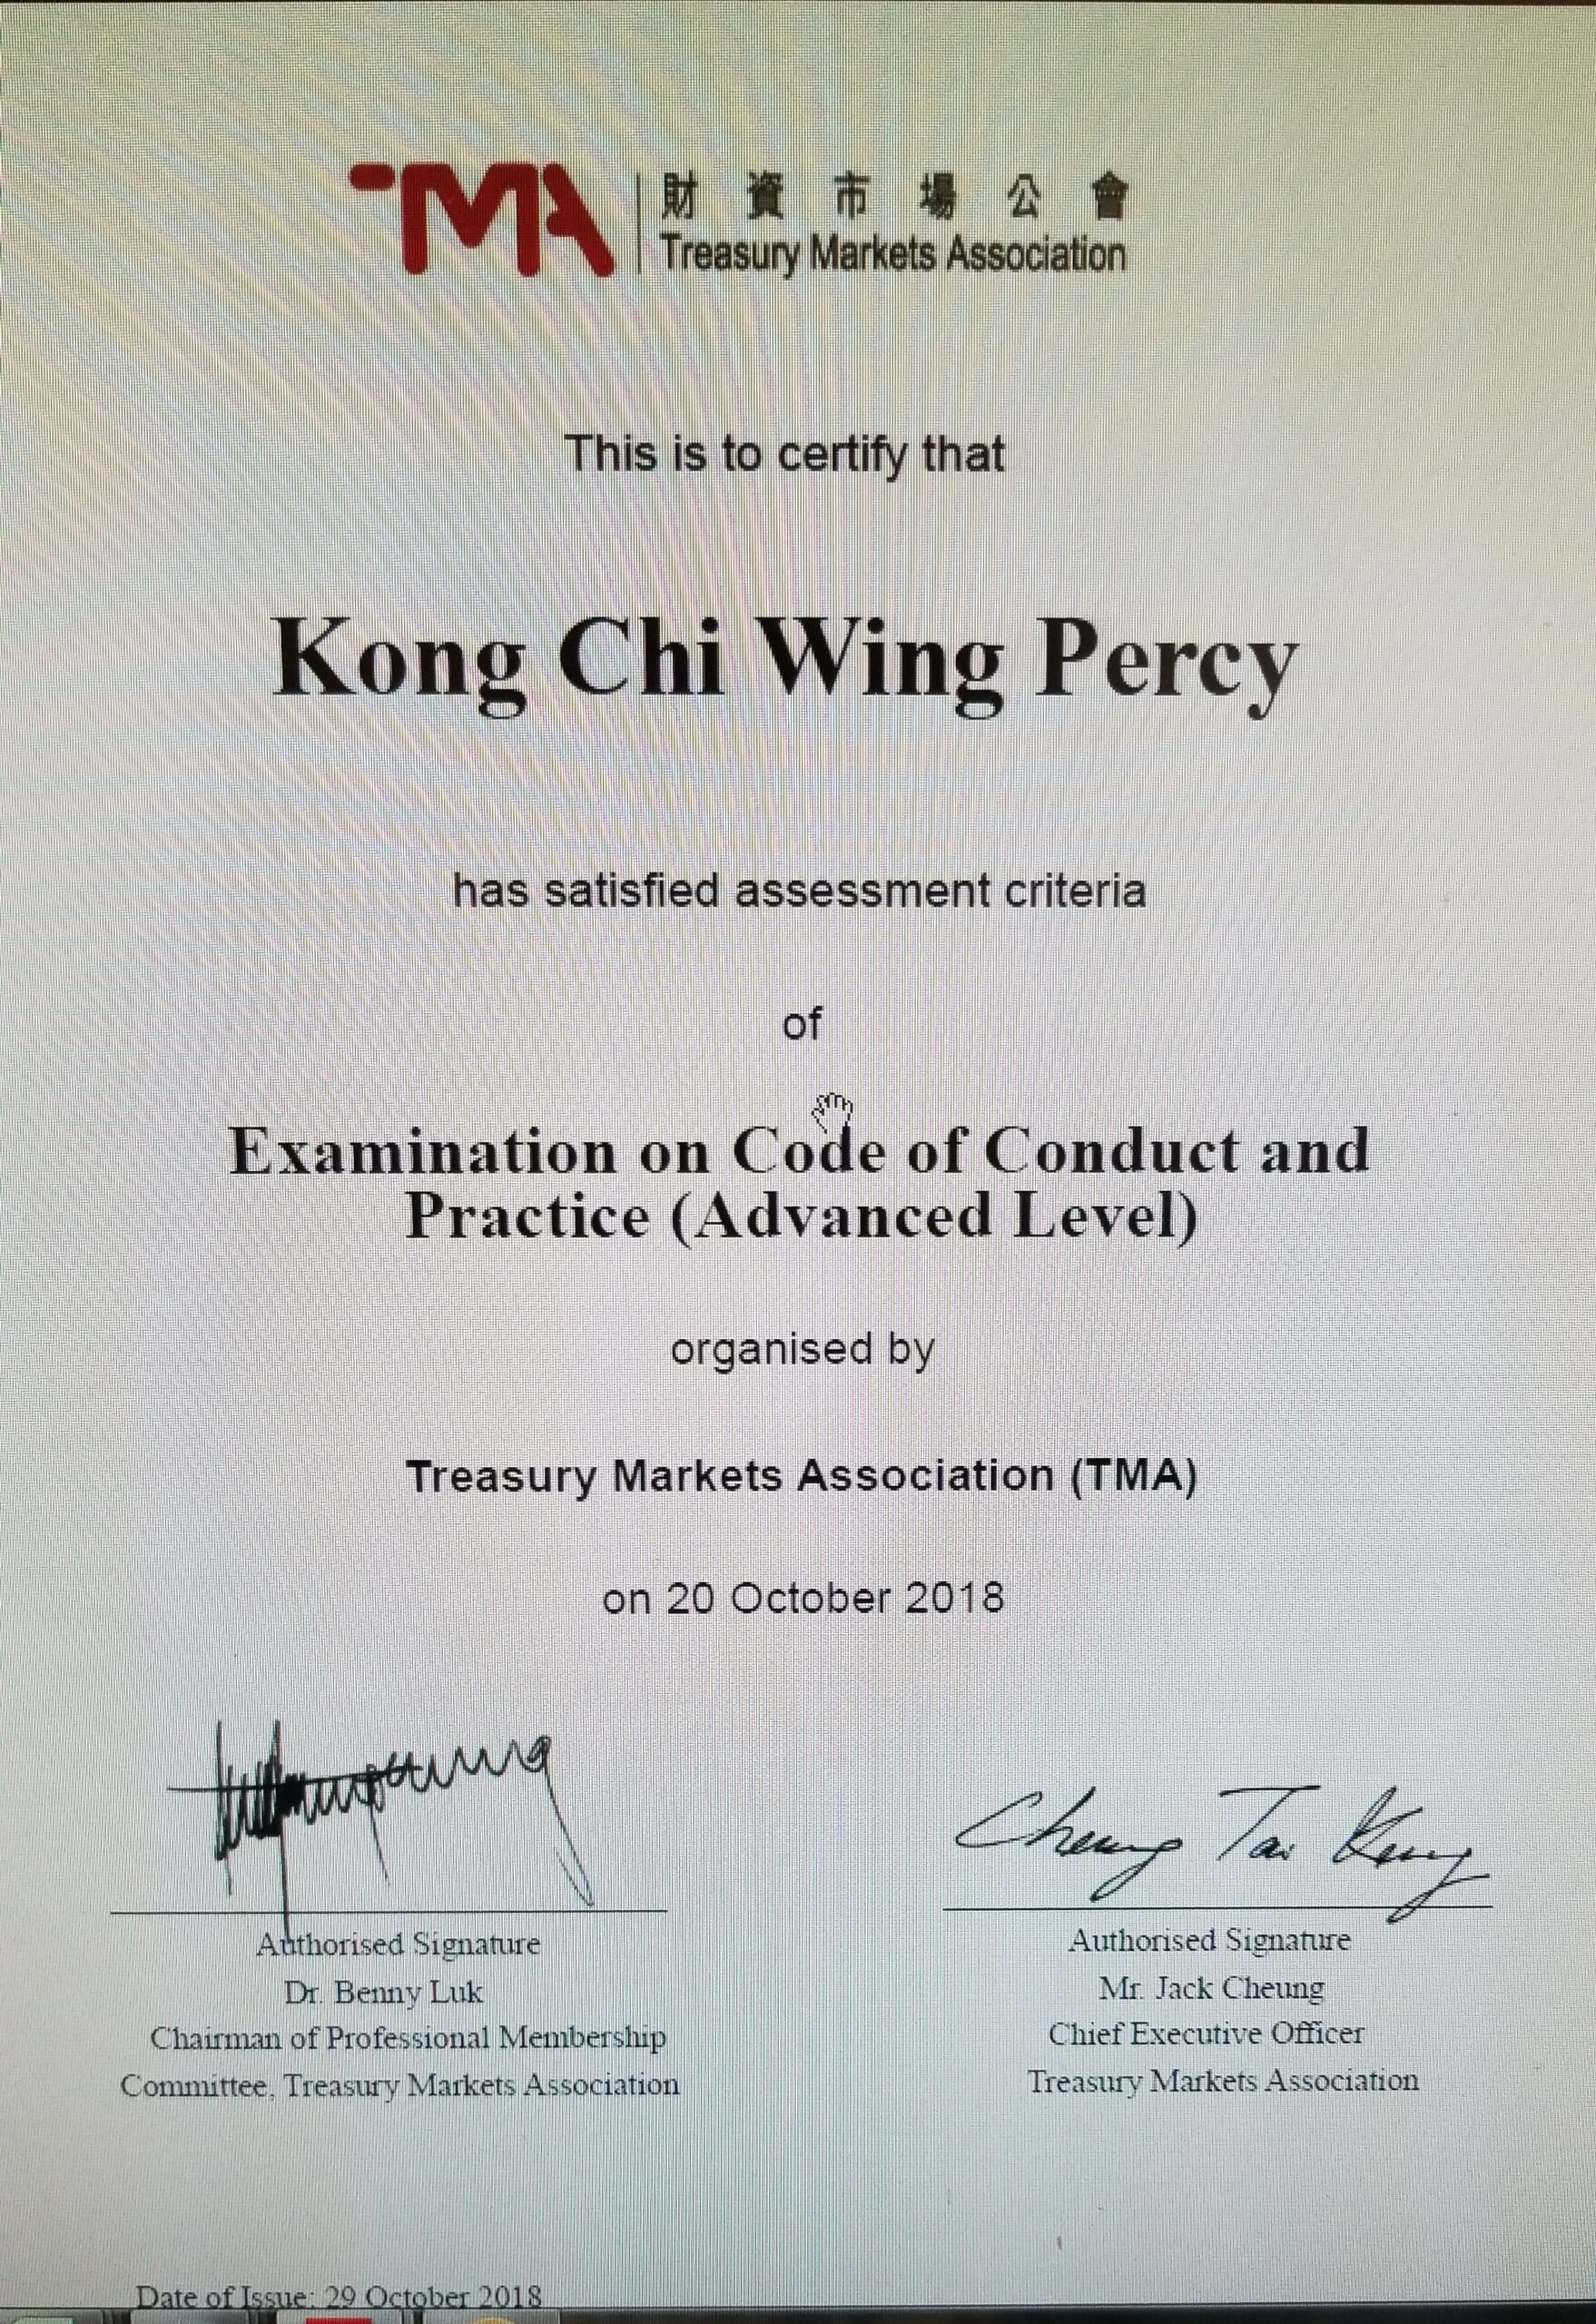 TMA
財資市場公會
Treasury Markets Association
This is to certify that
Kong Chi Wing Percy
has satisfied assessment criteria
of
Examination on Code of Conduct and
Practice (Advanced Level)
organised by
Treasury Markets Association (TMA)
on 20 October 2018
Cheung Tai Keung
Authorised Signature
Dr. Benny Luk
Chairman of Professional Membership
Committee, Treasury Markets Association
Authorised Signature
Mr. Jack Cheung
Chief Executive Officer
Treasury Markets Association
Date of Issue: 29 October 2018